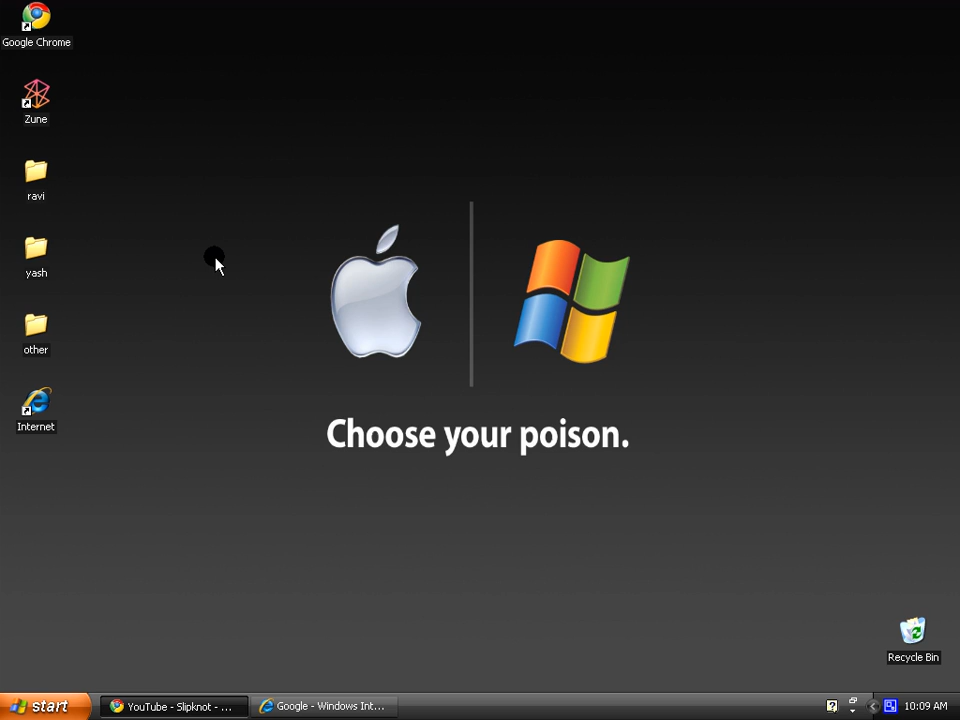 Google Chrome
Zune
ravi
yash
other
Internet
Choose your poison.
Recycle Bin
start
YouTube - Slipknot - ...
Google - Windows Int...
10:09 AM